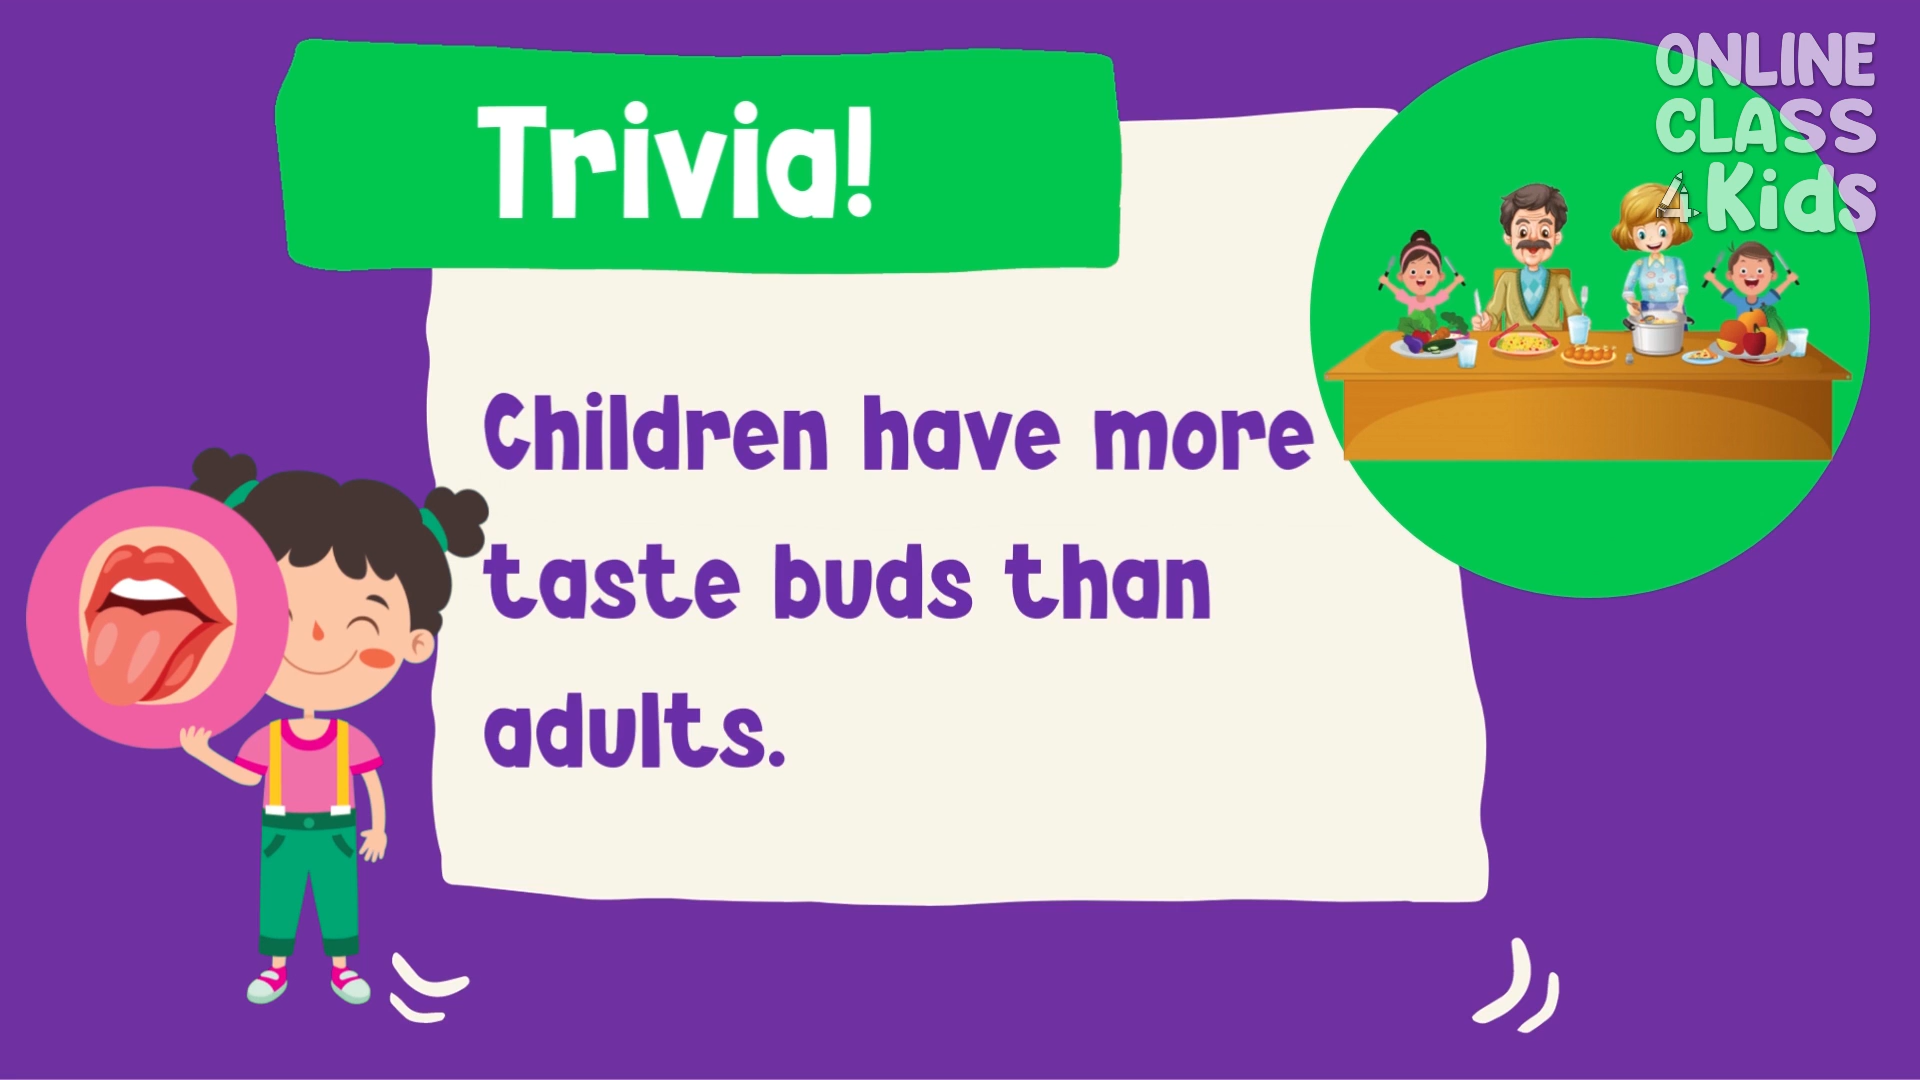 Trivia!
Children have more
taste buds than
adults.
ONLINE
CLASS
4Kids